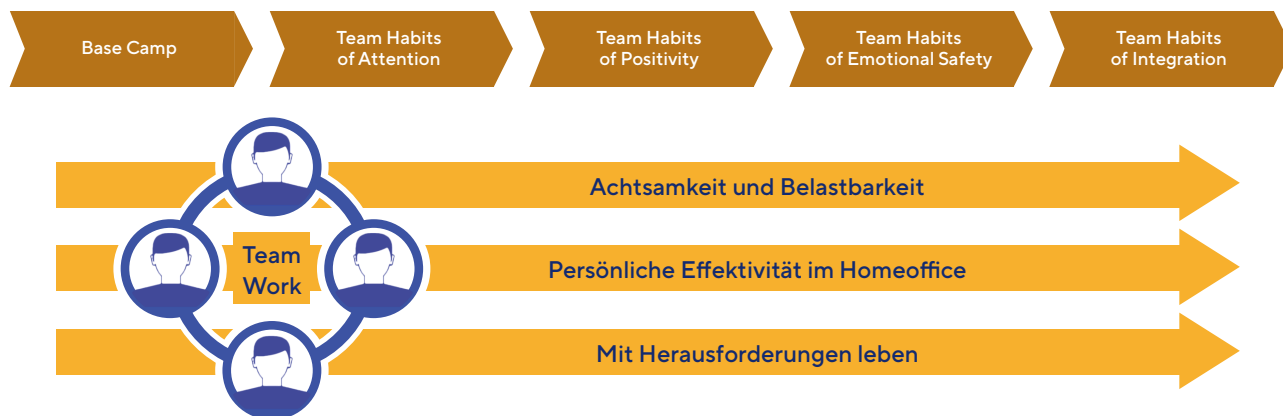 Base Camp
Team Habits
of Attention
Team Habits
of Positivity
Team Habits
of Emotional Safety
Team Habits
of Integration
Achtsamkeit und Belastbarkeit
Team
Work
Persönliche Effektivität im Homeoffice
Mit Herausforderungen leben